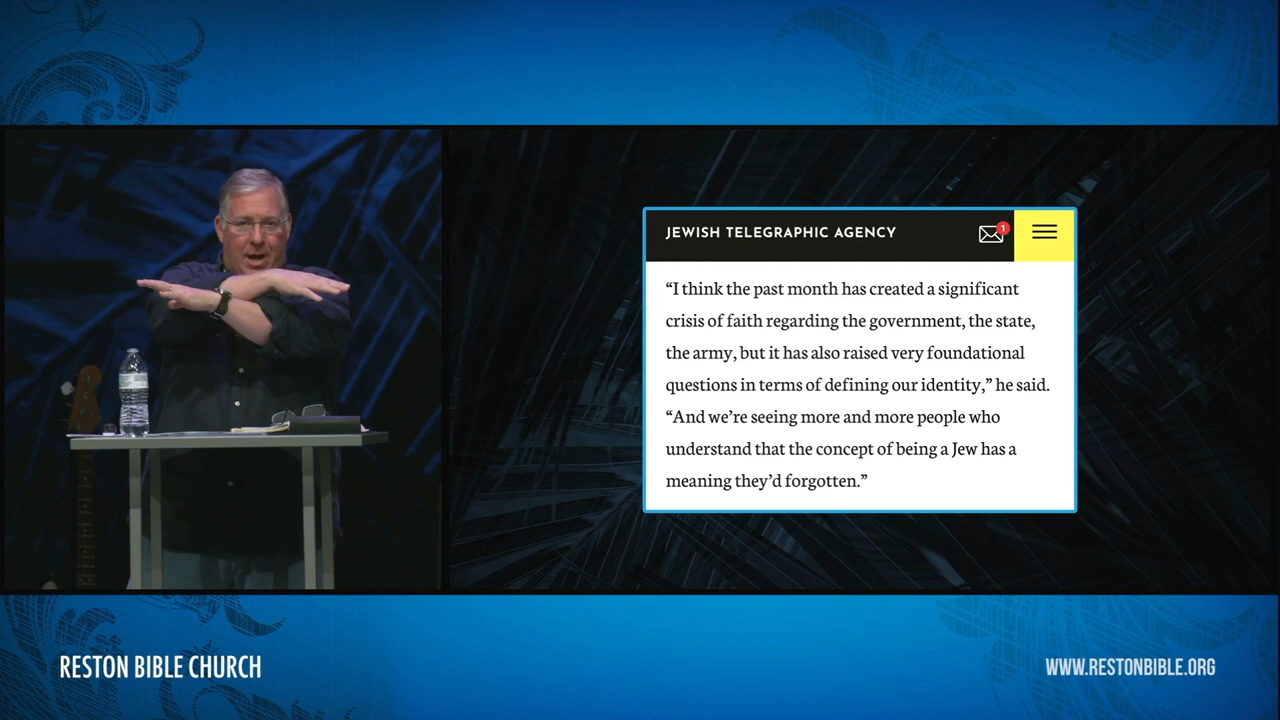 JEWISH TELEGRAPHIC AGENCY
1
“I think the past month has created a significant
crisis of faith regarding the government, the state,
the army, but it has also raised very foundational
questions in terms of defining our identity,” he said.
“And we’re seeing more and more people who
understand that the concept of being a Jew has a
meaning they’d forgotten.”
RESTON BIBLE CHURCH
WWW.RESTONBIBLE.ORG